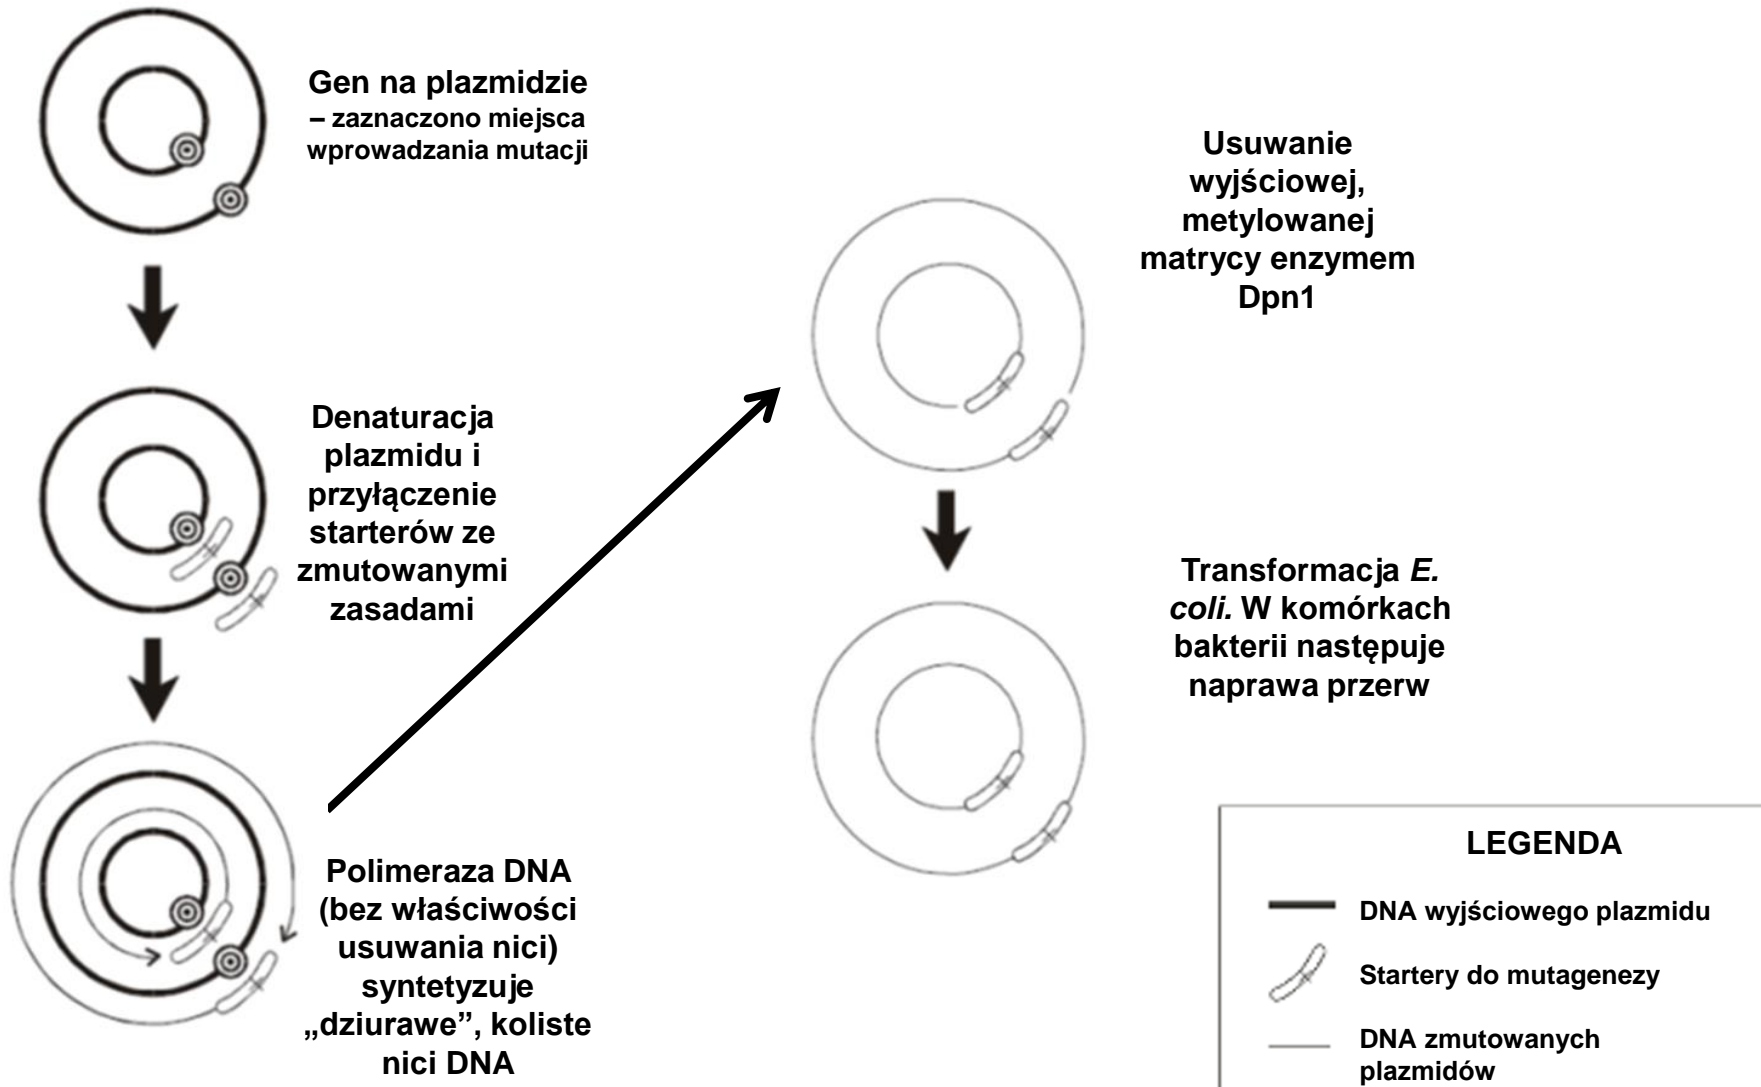 Gen na plazmidzie
– zaznaczono miejsca
wprowadzania mutacji
Denaturacja
plazmidu i
przyłączenie
starterów ze
zmutowanymi
zasadami
Polimeraza DNA
(bez właściwości
usuwania nici)
syntetyzuje
„dziurawe”, koliste
nici DNA
Usuwanie
wyjściowej,
metylowanej
matrycy enzymem
Dpn1
Transformacja E.
coli. W komórkach
bakterii następuje
naprawa przerw
LEGENDA
DNA wyjściowego plazmidu
Startery do mutagenezy
DNA zmutowanych
plazmidów